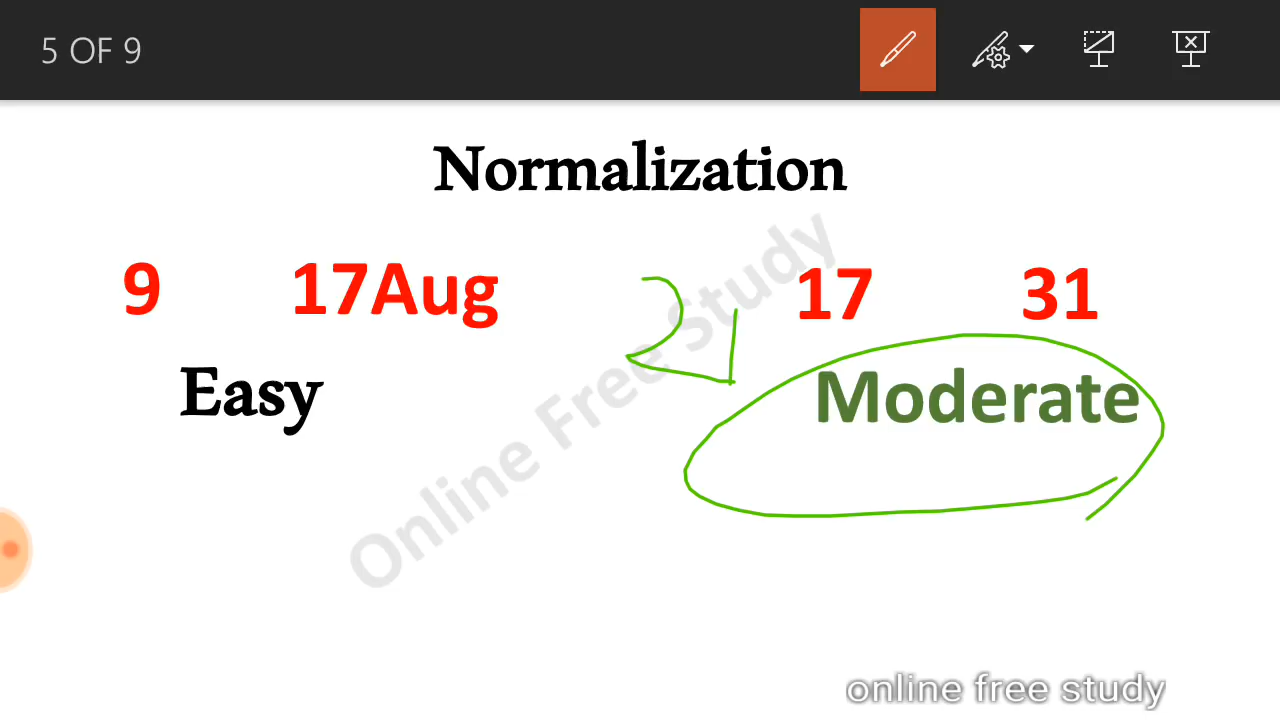 5 OF 9
Normalization
9 17Aug 17 31
Easy Moderate
Online Free Study
online free study